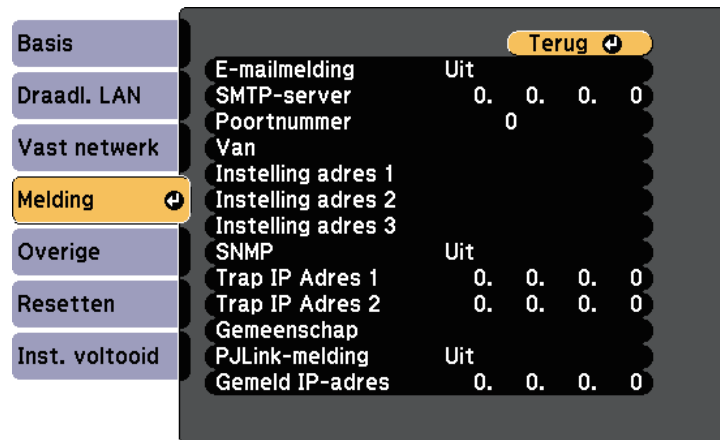 Basis
Draadl. LAN
Vast netwerk
Melding
Overige
Resetten
Inst. voltooid
Terug
E-mailmelding Uit
SMTP-server 0. 0. 0. 0
Poortnummer 0
Van
Instelling adres 1
Instelling adres 2
Instelling adres 3
SNMP Uit
Trap IP Adres 1 0. 0. 0. 0
Trap IP Adres 2 0. 0. 0. 0
Gemeenschap
PJLink-melding Uit
Gemeld IP-adres 0. 0. 0. 0